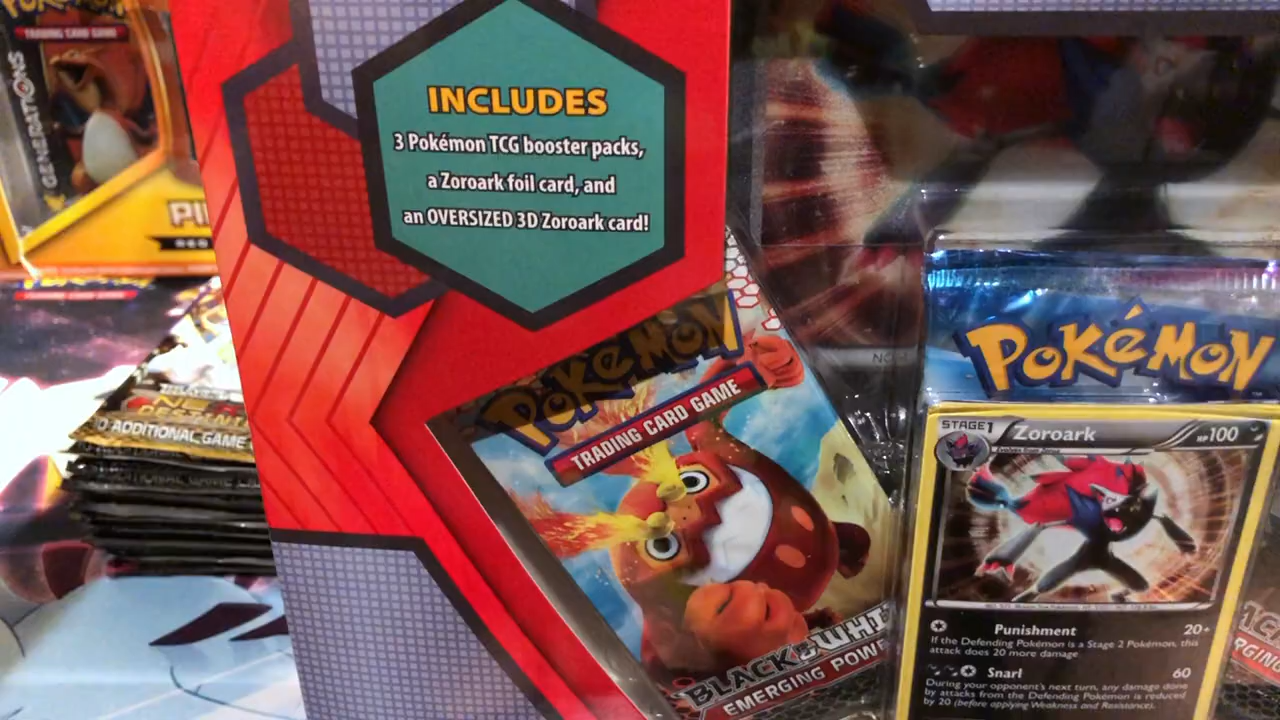 POKÉMON
TRADING CARD GAME
GENERATIONS
INCLUDES
3 Pokémon TCG booster packs,
a Zoroark foil card, and
an OVERSIZED 3D Zoroark card!
ADDITIONAL GAME
POKÉMON
TRADING CARD GAME
BLACK & WHI
EMERGING POW
POKÉMON
STAGE1
Zoroark
HP100
Punishment 20+
If the Defending Pokémon is a Stage 2 Pokémon, this
attack does 20 more damage
Snarl 60
During your opponent's next turn, any damage done
by attacks from the Defending Pokémon is reduced
by 20 (before applying Weakness and Resistance).